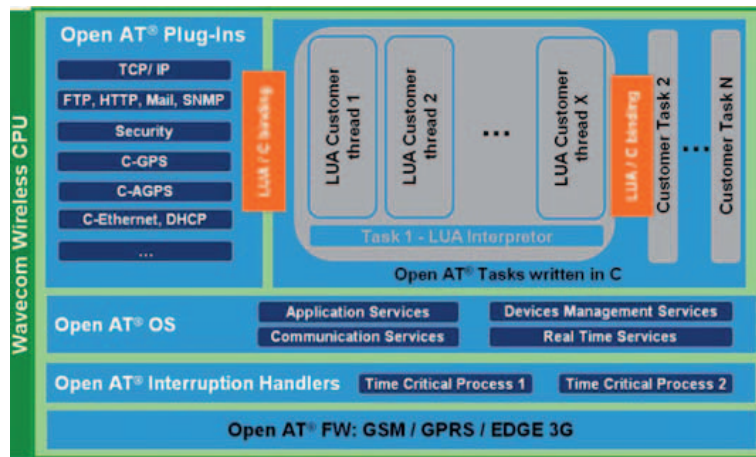 Wavecom Wireless CPU
Open AT® Plug-Ins
TCP/ IP
FTP, HTTP, Mail, SNMP
Security
C-GPS
C-AGPS
C-Ethernet, DHCP
...
LUA / C binding
LUA Customer
thread 1
LUA Customer
thread 2
...
LUA Customer
thread X
Task 1 - LUA Interpretor
LUA / C binding
Customer Task 2
...
Customer Task N
Open AT® Tasks written in C
Open AT® OS
Application Services
Devices Management Services
Communication Services
Real Time Services
Open AT® Interruption Handlers
Time Critical Process 1
Time Critical Process 2
Open AT® FW: GSM / GPRS / EDGE 3G